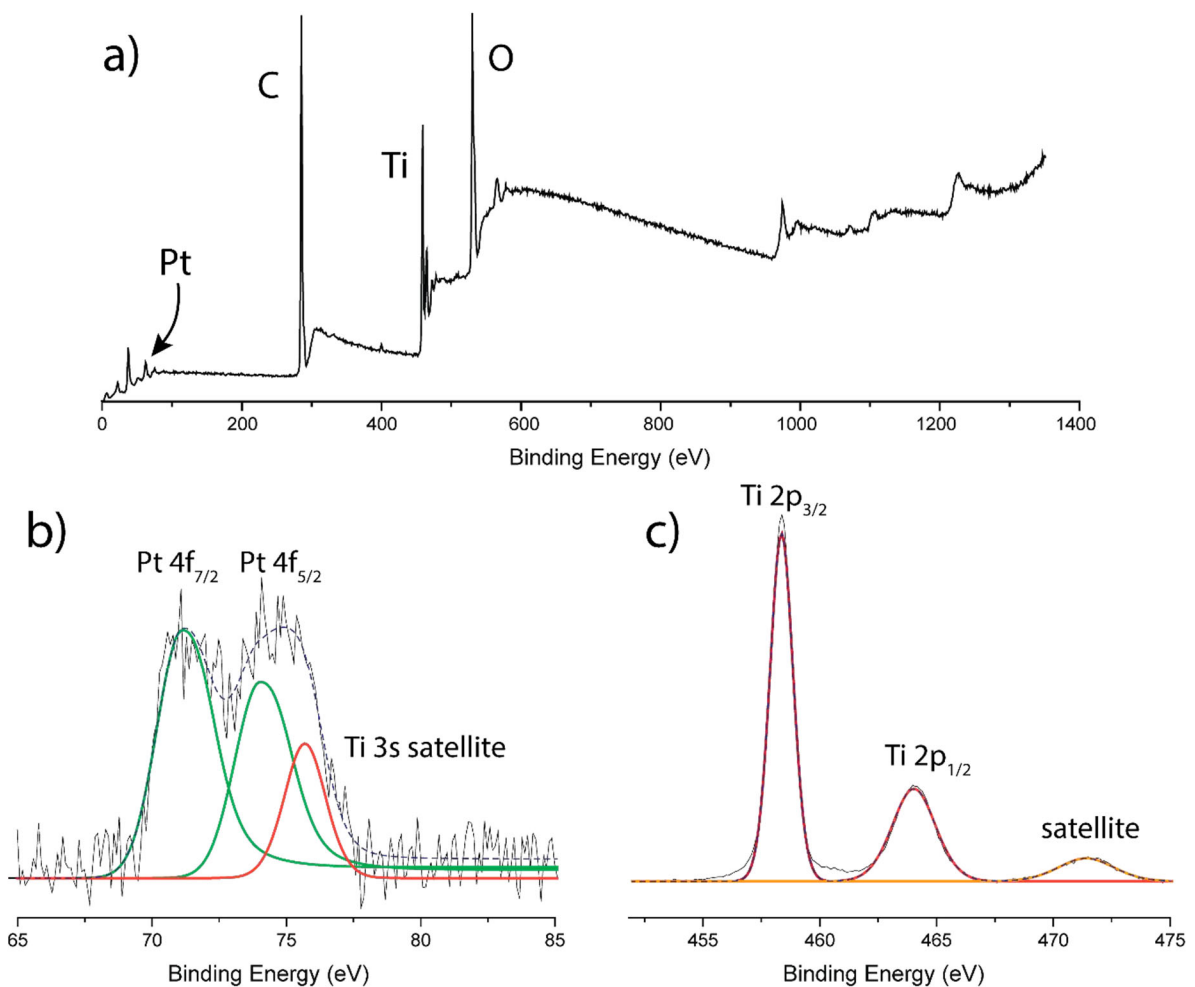 a)
C
O
Ti
Pt
0 200 400 600 800 1000 1200 1400
Binding Energy (eV)
b)
Pt 4f7/2 Pt 4f5/2
Ti 3s satellite
65 70 75 80 85
Binding Energy (eV)
c)
Ti 2p3/2
Ti 2p1/2
satellite
455 460 465 470 475
Binding Energy (eV)